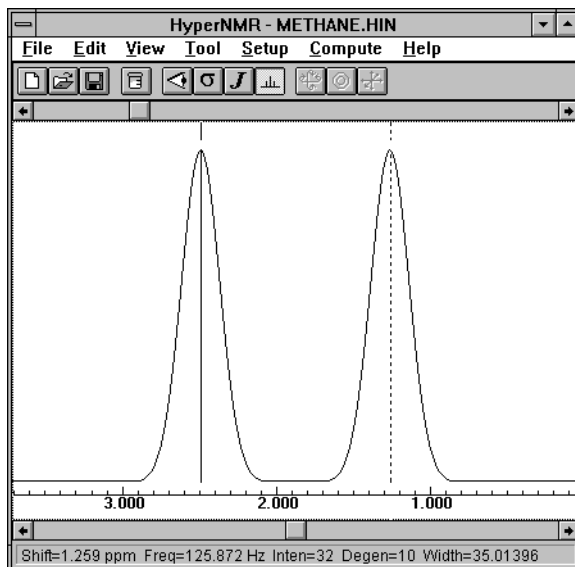 HyperNMR - METHANE.HIN
File Edit View Tool Setup Compute Help
σ J
3.000 2.000 1.000
Shift=1.259 ppm Freq=125.872 Hz Inten=32 Degen=10 Width=35.01396